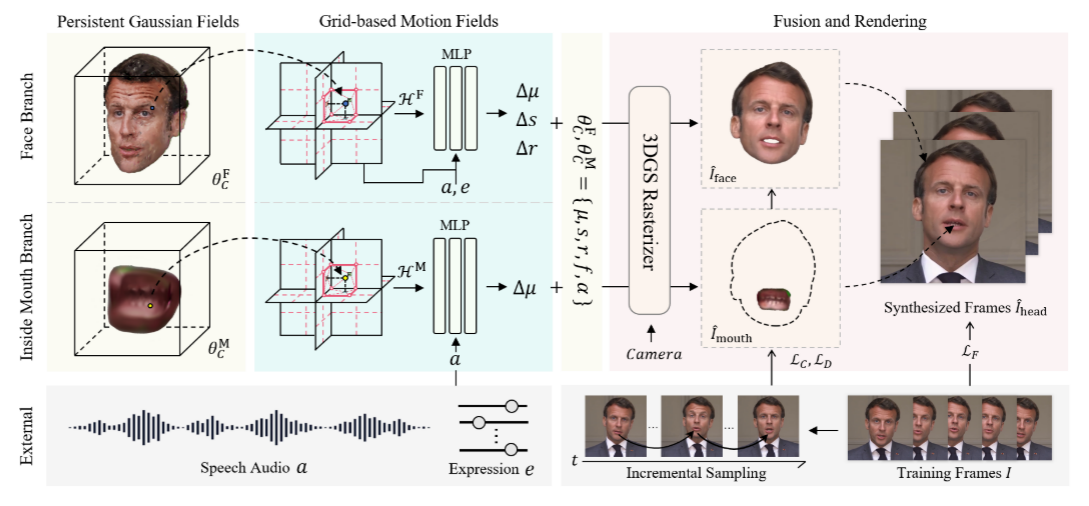 Persistent Gaussian Fields
Grid-based Motion Fields
Fusion and Rendering
Face Branch
θ_C^F
ℋ^F
MLP
a, e
Δμ
Δs
Δr
+
θ_C^F, θ_C^M = { μ, s, r, f, α }
3DGS Rasterizer
Camera
Î_face
Î_mouth
Synthesized Frames Î_head
Inside Mouth Branch
θ_C^M
ℋ^M
MLP
a
Δμ
+
ℒ_C, ℒ_D
ℒ_F
External
Speech Audio a
Expression e
t
Incremental Sampling
Training Frames I